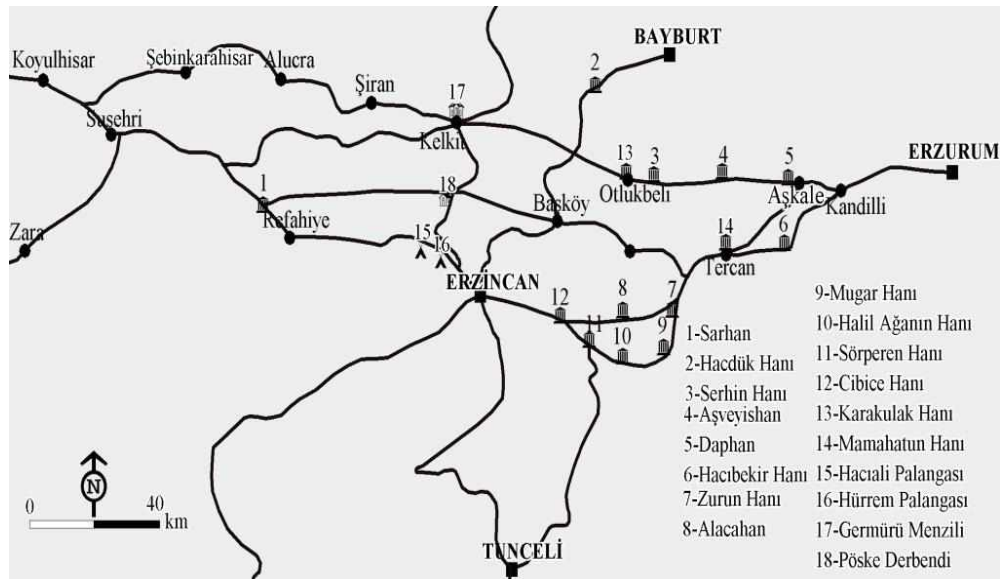 BAYBURT
Koyulhisar
Şebinkarahisar
Alucra
2
Şiran
17
Suşehri
Kelkit
13
3
4
5
ERZURUM
Otlukbeli
Aşkale
Kandilli
1
18
Başköy
Refahiye
15
16
14
6
Zara
Tercan
ERZİNCAN
12
8
7
11
10
9
1-Sarhan
2-Hacdük Hanı
3-Serhin Hanı
4-Aşveyishan
5-Daphan
6-Hacıbekir Hanı
7-Zurun Hanı
8-Alacahan
9-Mugar Hanı
10-Halil Ağanın Hanı
11-Sörperen Hanı
12-Cibice Hanı
13-Karakulak Hanı
14-Mamahatun Hanı
15-Hacıali Palangası
16-Hürrem Palangası
17-Germürü Menzili
18-Pöske Derbendi
N
0 40
km
TUNCELİ